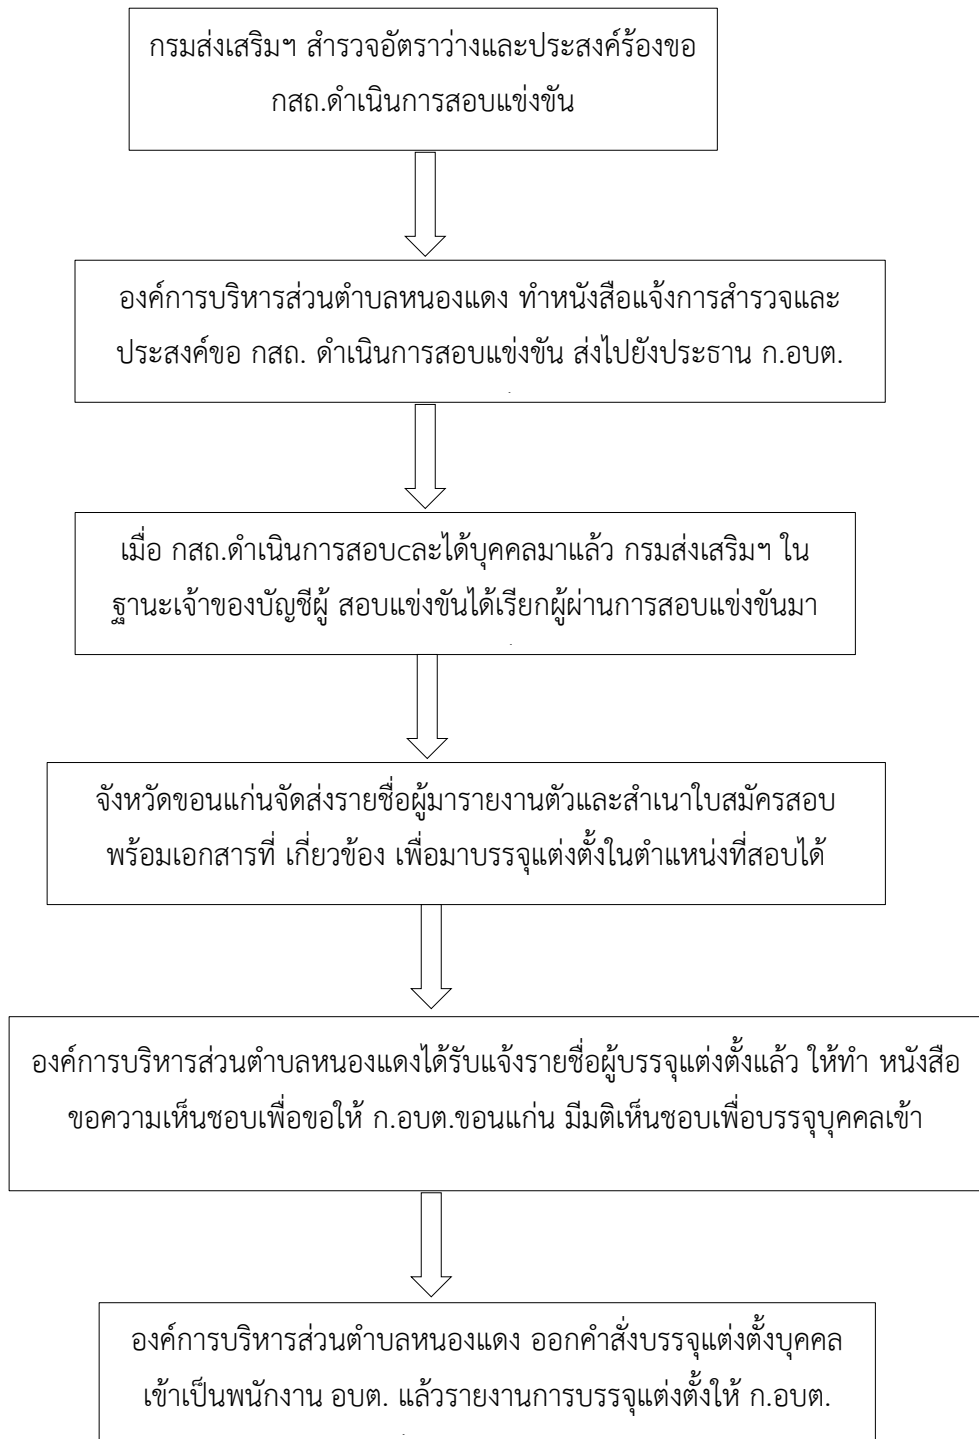 กรมส่งเสริมฯ สำรวจอัตราว่างและประสงค์ร้องขอ
กสถ.ดำเนินการสอบแข่งขัน
องค์การบริหารส่วนตำบลหนองแดง ทำหนังสือแจ้งการสำรวจและ
ประสงค์ขอ กสถ. ดำเนินการสอบแข่งขัน ส่งไปยังประธาน ก.อบต.
เมื่อ กสถ.ดำเนินการสอบcละได้บุคคลมาแล้ว กรมส่งเสริมฯ ใน
ฐานะเจ้าของบัญชีผู้ สอบแข่งขันได้เรียกผู้ผ่านการสอบแข่งขันมา
จังหวัดขอนแก่นจัดส่งรายชื่อผู้มารายงานตัวและสำเนาใบสมัครสอบ
พร้อมเอกสารที่ เกี่ยวข้อง เพื่อมาบรรจุแต่งตั้งในตำแหน่งที่สอบได้
องค์การบริหารส่วนตำบลหนองแดงได้รับแจ้งรายชื่อผู้บรรจุแต่งตั้งแล้ว ให้ทำ หนังสือ
ขอความเห็นชอบเพื่อขอให้ ก.อบต.ขอนแก่น มีมติเห็นชอบเพื่อบรรจุบุคคลเข้า
องค์การบริหารส่วนตำบลหนองแดง ออกคำสั่งบรรจุแต่งตั้งบุคคล
เข้าเป็นพนักงาน อบต. แล้วรายงานการบรรจุแต่งตั้งให้ ก.อบต.